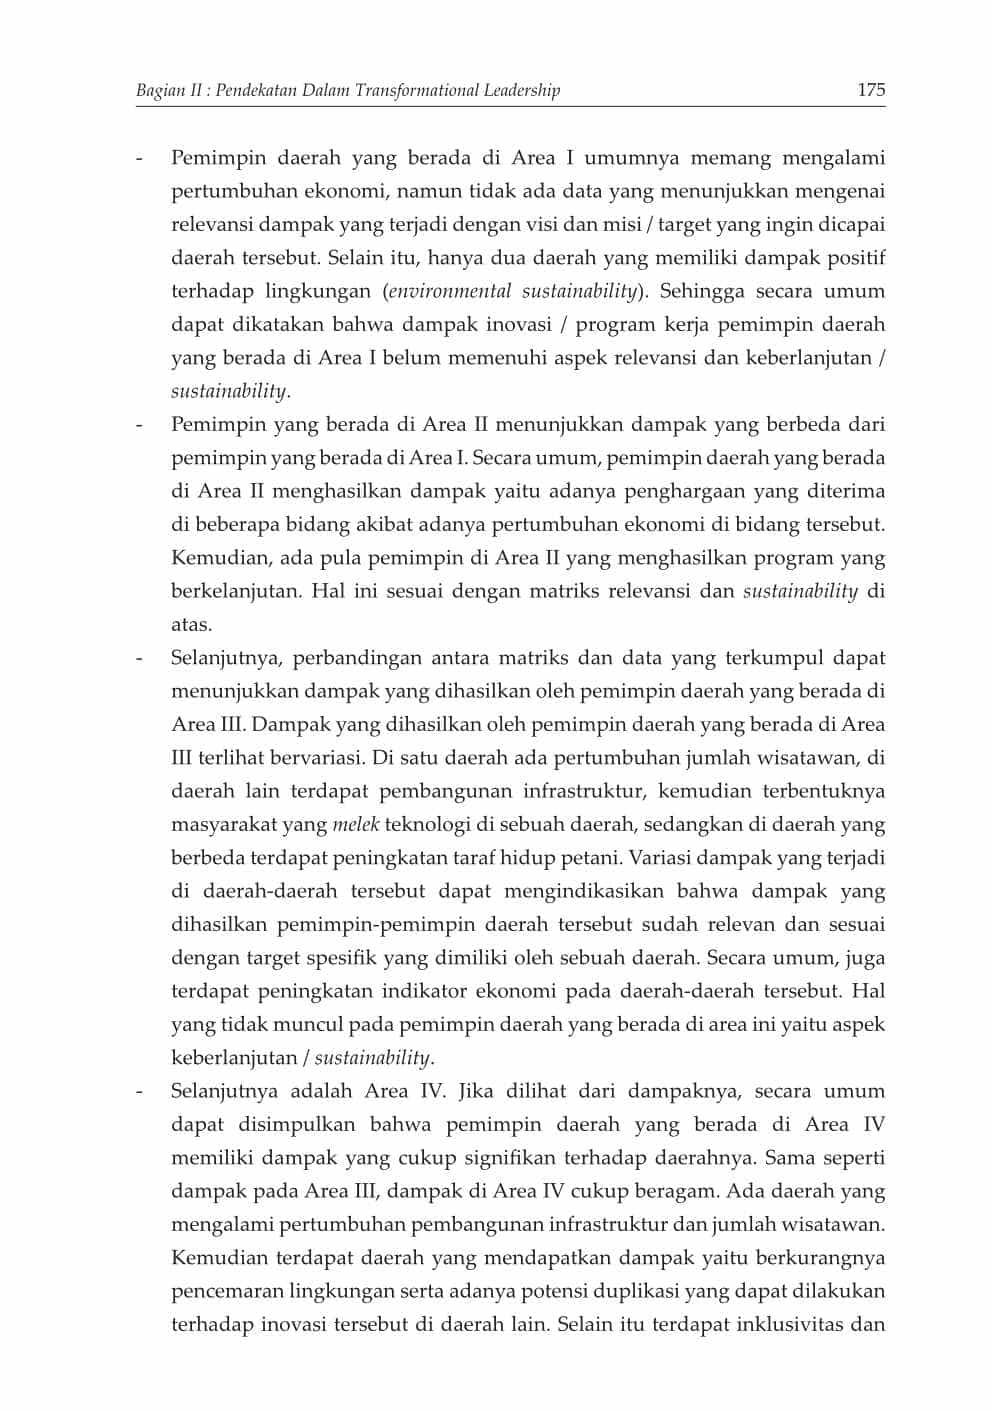 Bagian II : Pendekatan Dalam Transformational Leadership 175
- Pemimpin daerah yang berada di Area I umumnya memang mengalami
pertumbuhan ekonomi, namun tidak ada data yang menunjukkan mengenai
relevansi dampak yang terjadi dengan visi dan misi / target yang ingin dicapai
daerah tersebut. Selain itu, hanya dua daerah yang memiliki dampak positif
terhadap lingkungan (environmental sustainability). Sehingga secara umum
dapat dikatakan bahwa dampak inovasi / program kerja pemimpin daerah
yang berada di Area I belum memenuhi aspek relevansi dan keberlanjutan /
sustainability.
- Pemimpin yang berada di Area II menunjukkan dampak yang berbeda dari
pemimpin yang berada di Area I. Secara umum, pemimpin daerah yang berada
di Area II menghasilkan dampak yaitu adanya penghargaan yang diterima
di beberapa bidang akibat adanya pertumbuhan ekonomi di bidang tersebut.
Kemudian, ada pula pemimpin di Area II yang menghasilkan program yang
berkelanjutan. Hal ini sesuai dengan matriks relevansi dan sustainability di
atas.
- Selanjutnya, perbandingan antara matriks dan data yang terkumpul dapat
menunjukkan dampak yang dihasilkan oleh pemimpin daerah yang berada di
Area III. Dampak yang dihasilkan oleh pemimpin daerah yang berada di Area
III terlihat bervariasi. Di satu daerah ada pertumbuhan jumlah wisatawan, di
daerah lain terdapat pembangunan infrastruktur, kemudian terbentuknya
masyarakat yang melek teknologi di sebuah daerah, sedangkan di daerah yang
berbeda terdapat peningkatan taraf hidup petani. Variasi dampak yang terjadi
di daerah-daerah tersebut dapat mengindikasikan bahwa dampak yang
dihasilkan pemimpin-pemimpin daerah tersebut sudah relevan dan sesuai
dengan target spesifik yang dimiliki oleh sebuah daerah. Secara umum, juga
terdapat peningkatan indikator ekonomi pada daerah-daerah tersebut. Hal
yang tidak muncul pada pemimpin daerah yang berada di area ini yaitu aspek
keberlanjutan / sustainability.
- Selanjutnya adalah Area IV. Jika dilihat dari dampaknya, secara umum
dapat disimpulkan bahwa pemimpin daerah yang berada di Area IV
memiliki dampak yang cukup signifikan terhadap daerahnya. Sama seperti
dampak pada Area III, dampak di Area IV cukup beragam. Ada daerah yang
mengalami pertumbuhan pembangunan infrastruktur dan jumlah wisatawan.
Kemudian terdapat daerah yang mendapatkan dampak yaitu berkurangnya
pencemaran lingkungan serta adanya potensi duplikasi yang dapat dilakukan
terhadap inovasi tersebut di daerah lain. Selain itu terdapat inklusivitas dan